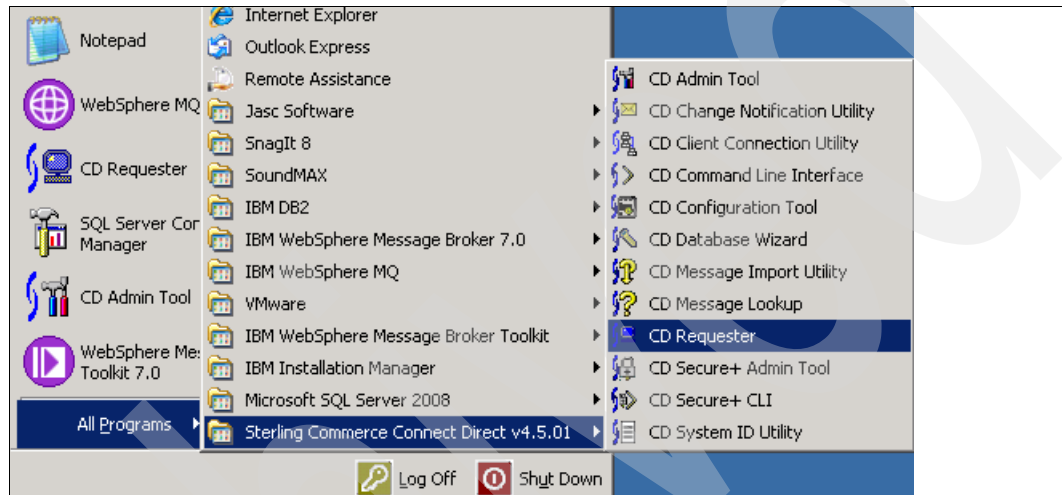 Notepad
WebSphere MQ
CD Requester
SQL Server Cor
Manager
CD Admin Tool
WebSphere Me
Toolkit 7.0
All Programs
Internet Explorer
Outlook Express
Remote Assistance
Jasc Software
SnagIt 8
SoundMAX
IBM DB2
IBM WebSphere Message Broker 7.0
IBM WebSphere MQ
VMware
IBM WebSphere Message Broker Toolkit
IBM Installation Manager
Microsoft SQL Server 2008
Sterling Commerce Connect Direct v4.5.01
CD Admin Tool
CD Change Notification Utility
CD Client Connection Utility
CD Command Line Interface
CD Configuration Tool
CD Database Wizard
CD Message Import Utility
CD Message Lookup
CD Requester
CD Secure+ Admin Tool
CD Secure+ CLI
CD System ID Utility
Log Off
Shut Down